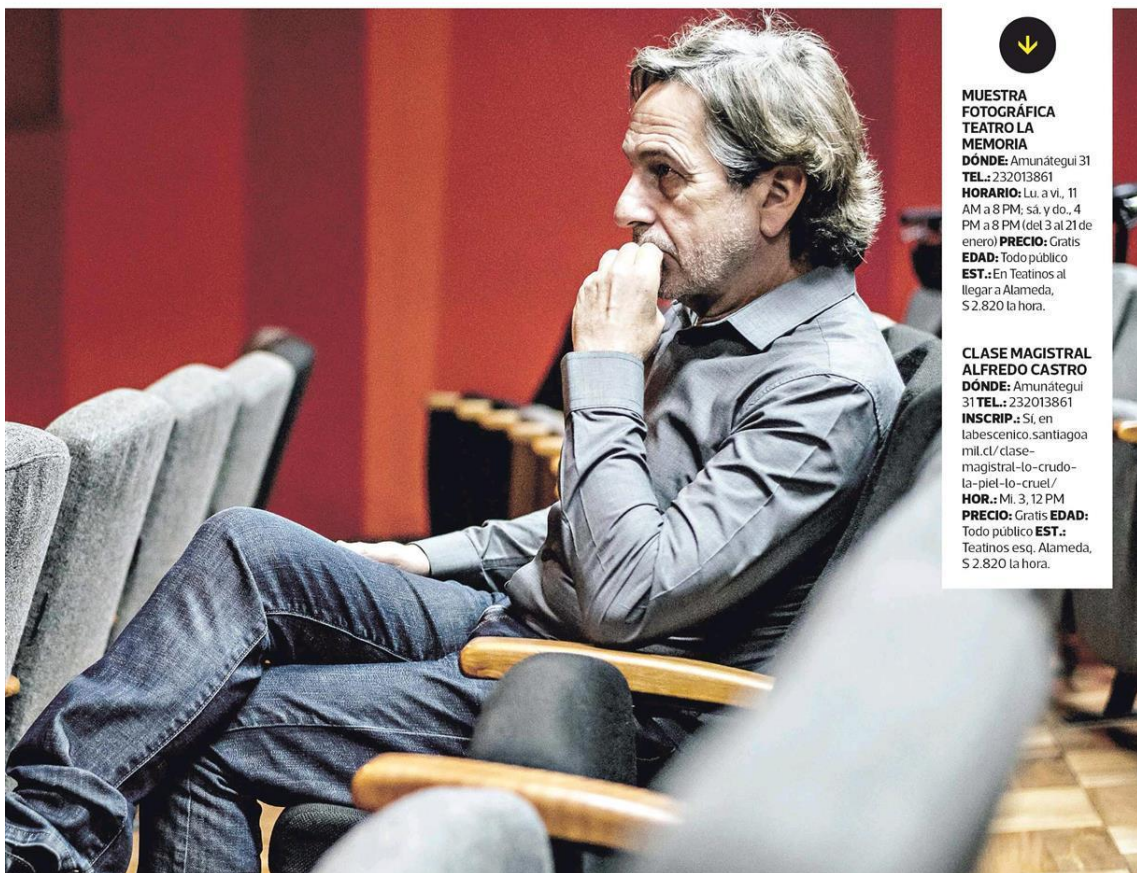 MUESTRA
FOTOGRÁFICA
TEATRO LA
MEMORIA
DÓNDE: Amunátegui 31
TEL.: 232013861
HORARIO: Lu. a vi., 11
AM a 8 PM; sá. y do., 4
PM a 8 PM (del 3 al 21 de
enero) PRECIO: Gratis
EDAD: Todo público
EST.: En Teatinos al
llegar a Alameda,
$ 2.820 la hora.
CLASE MAGISTRAL
ALFREDO CASTRO
DÓNDE: Amunátegui
31 TEL.: 232013861
INSCRIP.: Sí, en
labescenico.santiagoa
mil.cl/clase-
magistral-lo-crudo-
la-piel-lo-cruel/
HOR.: Mi. 3, 12 PM
PRECIO: Gratis EDAD:
Todo público EST.:
Teatinos esq. Alameda,
$ 2.820 la hora.